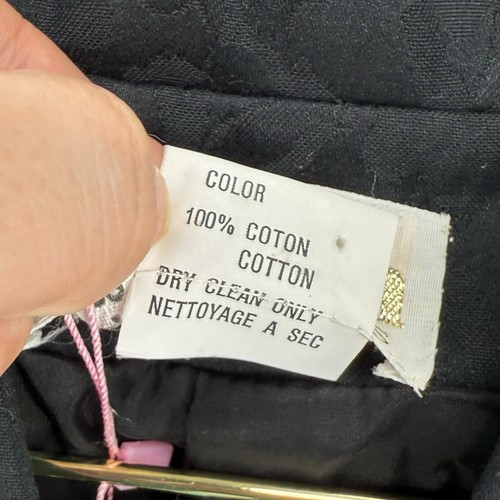 COLOR
100% COTON
COTTON
DRY CLEAN ONLY
NETTOYAGE A SEC